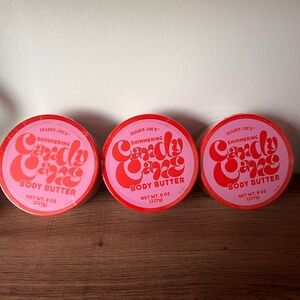 TRADER JOE'S
SHIMMERING
Candy
Cane
BODY BUTTER
NET WT. 8 OZ
(227g)
TRADER JOE'S
SHIMMERING
Candy
Cane
BODY BUTTER
NET WT. 8 OZ
(227g)
TRADER JOE'S
SHIMMERING
Candy
Cane
BODY BUTTER
NET WT. 8 OZ
(227g)